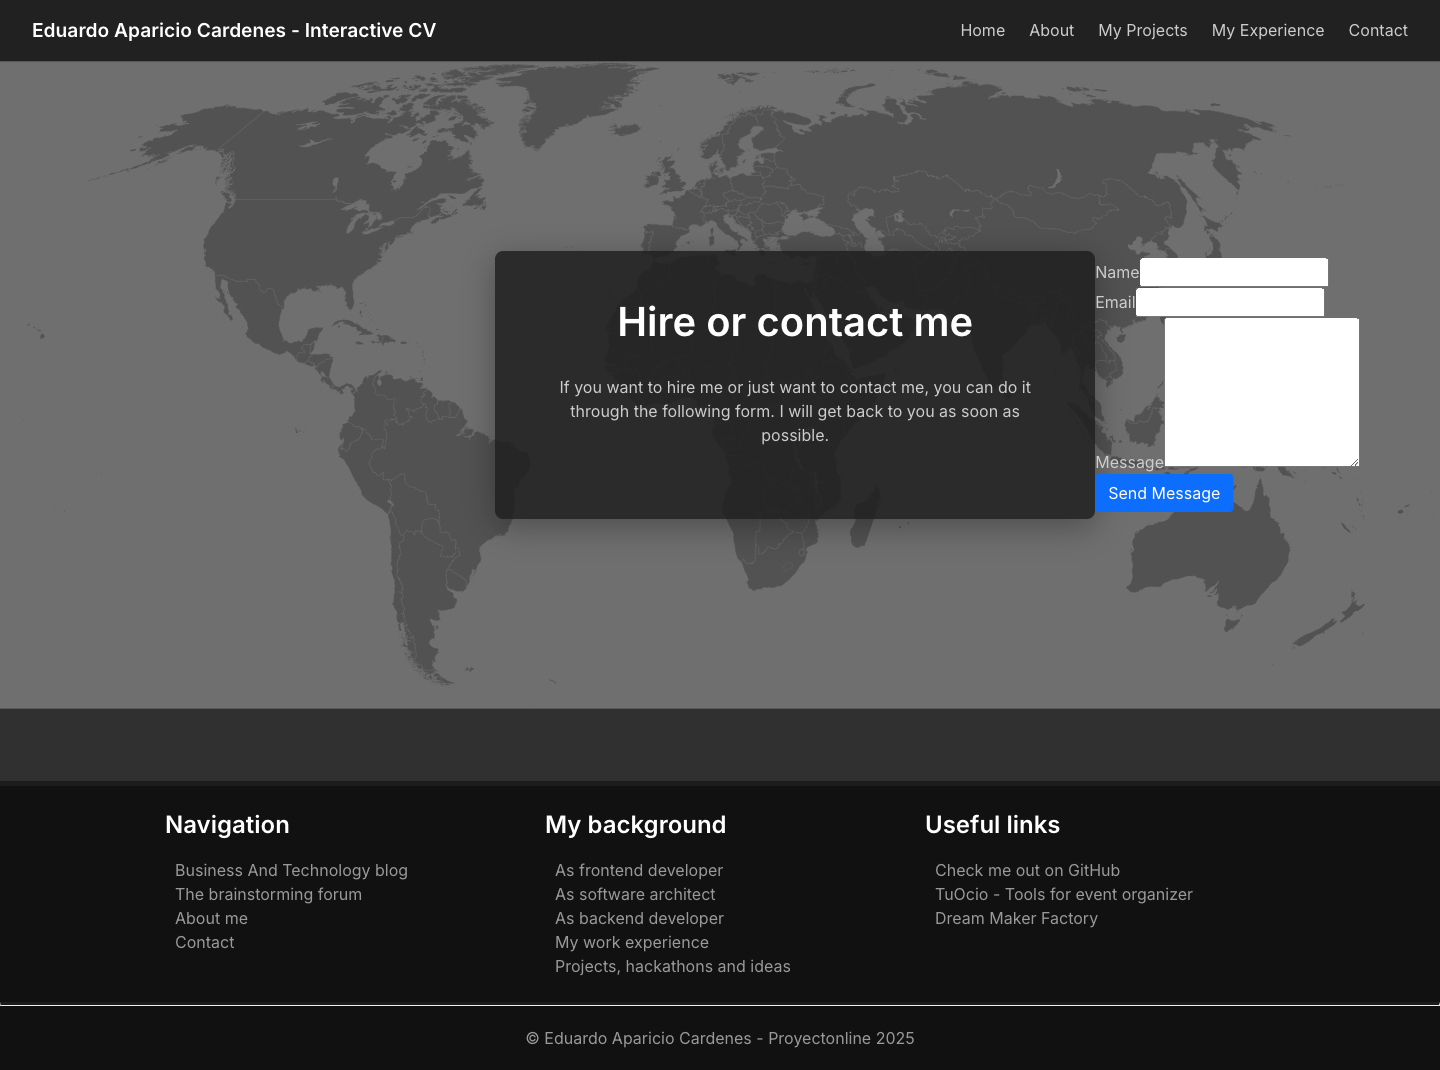 Eduardo Aparicio Cardenes - Interactive CV
Home About My Projects My Experience Contact
Hire or contact me
If you want to hire me or just want to contact me, you can do it
through the following form. I will get back to you as soon as
possible.
Name
Email
Message
Send Message
Navigation
Business And Technology blog
The brainstorming forum
About me
Contact
My background
As frontend developer
As software architect
As backend developer
My work experience
Projects, hackathons and ideas
Useful links
Check me out on GitHub
TuOcio - Tools for event organizer
Dream Maker Factory
© Eduardo Aparicio Cardenes - Proyectonline 2025